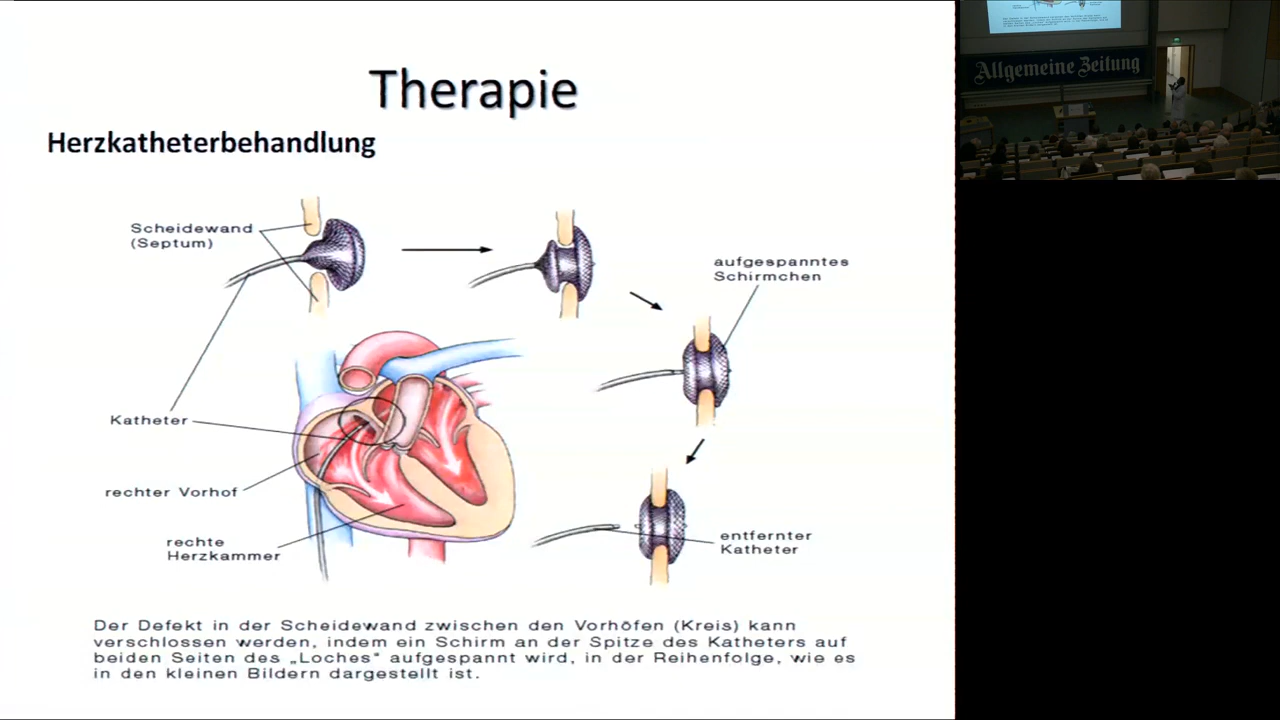 Therapie
Herzkatheterbehandlung
Scheidewand
(Septum)
aufgespanntes
Schirmchen
Katheter
rechter Vorhof
rechte
Herzkammer
entfernter
Katheter
Der Defekt in der Scheidewand zwischen den Vorhöfen (Kreis) kann
verschlossen werden, indem ein Schirm an der Spitze des Katheters auf
beiden Seiten des „Loches“ aufgespannt wird, in der Reihenfolge, wie es
in den kleinen Bildern dargestellt ist.
Allgemeine Zeitung